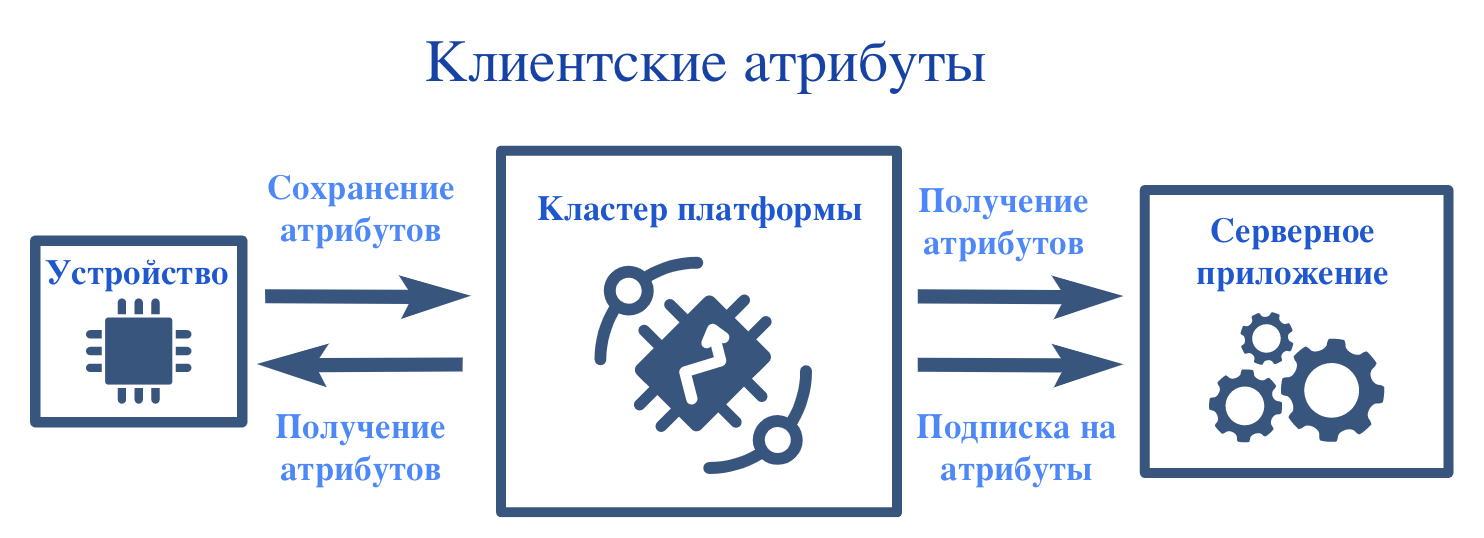 Клиентские атрибуты
Сохранение
атрибутов
Кластер платформы
Получение
атрибутов
Серверное
приложение
Устройство
Получение
атрибутов
Подписка на
атрибуты